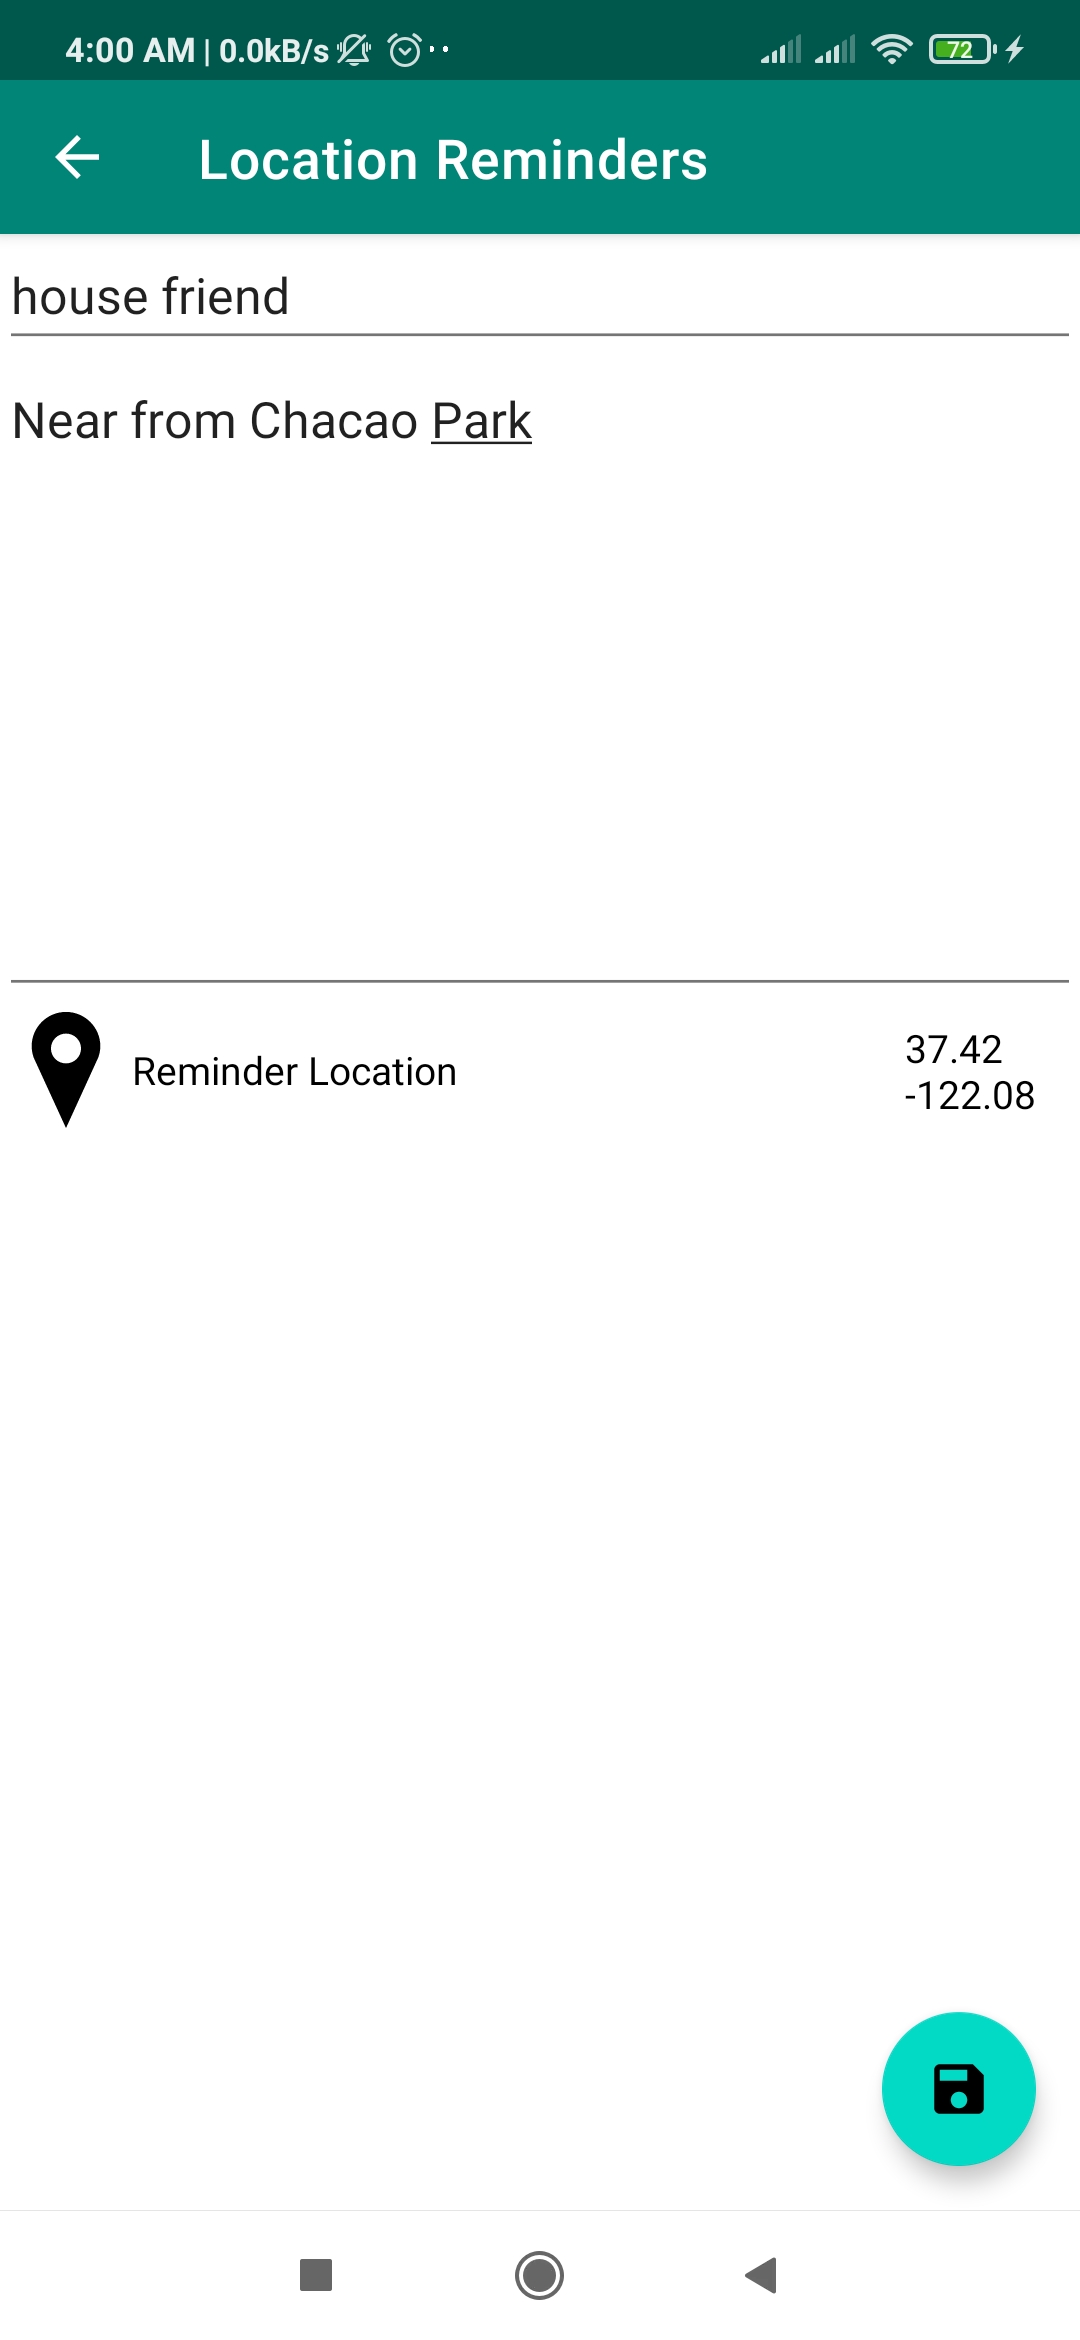 4:00 AM | 0.0kB/s
72
Location Reminders
house friend
Near from Chacao Park
Reminder Location
37.42
-122.08